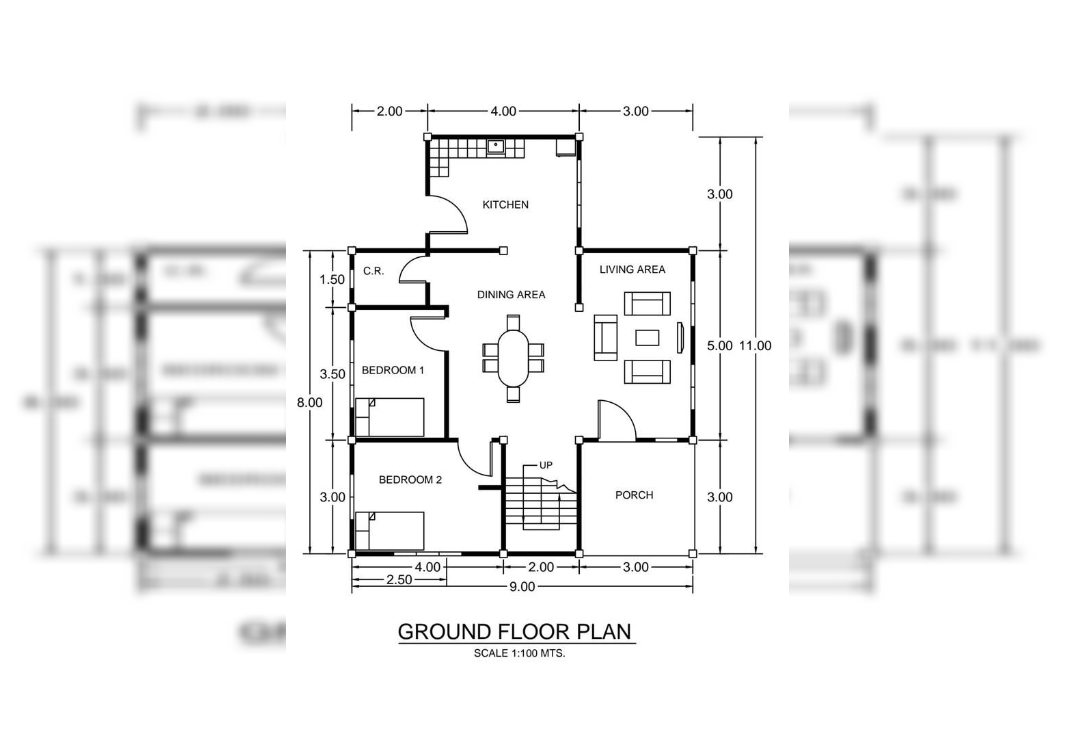 2.00 4.00 3.00
KITCHEN
3.00
C.R.
LIVING AREA
1.50
DINING AREA
5.00 11.00
BEDROOM 1
3.50
8.00
UP
BEDROOM 2
PORCH
3.00 3.00
4.00 2.00 3.00
2.50
9.00
GROUND FLOOR PLAN
SCALE 1:100 MTS.